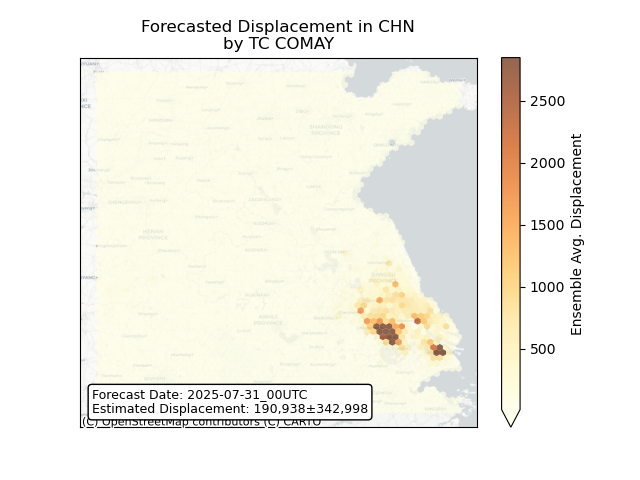 Forecasted Displacement in CHN
by TC COMAY
2500
2000
1500
1000
500
Ensemble Avg. Displacement
Forecast Date: 2025-07-31_00UTC
Estimated Displacement: 190,938±342,998
(C) OpenStreetMap contributors (C) CARTO